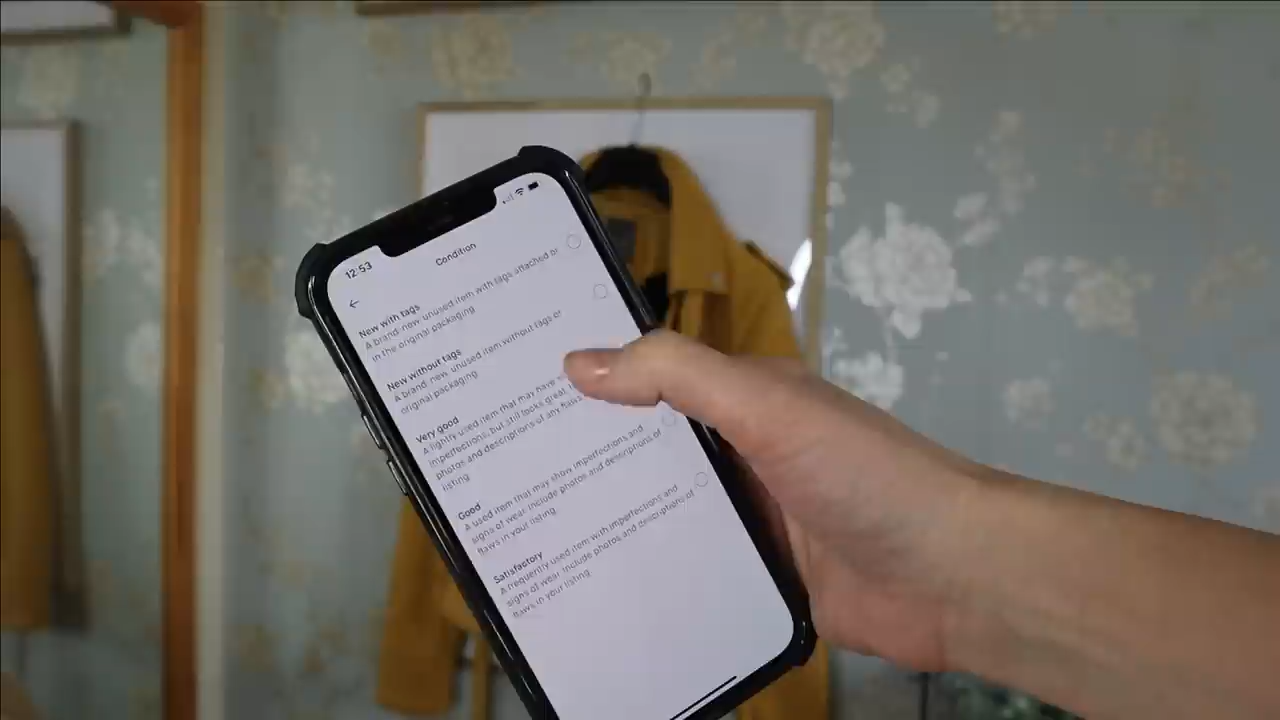 12:53
Condition
New with tags
A brand-new, unused item with tags attached or
in the original packaging
New without tags
A brand-new, unused item without tags or
original packaging
Very good
A lightly used item that may have
imperfections, but still looks great.
photos and descriptions of any
listing
Good
A used item that may show imperfections and
signs of wear. Include photos and descriptions of
flaws in your listing
Satisfactory
A frequently used item with imperfections and
signs of wear. Include photos and descriptions of
flaws in your listing